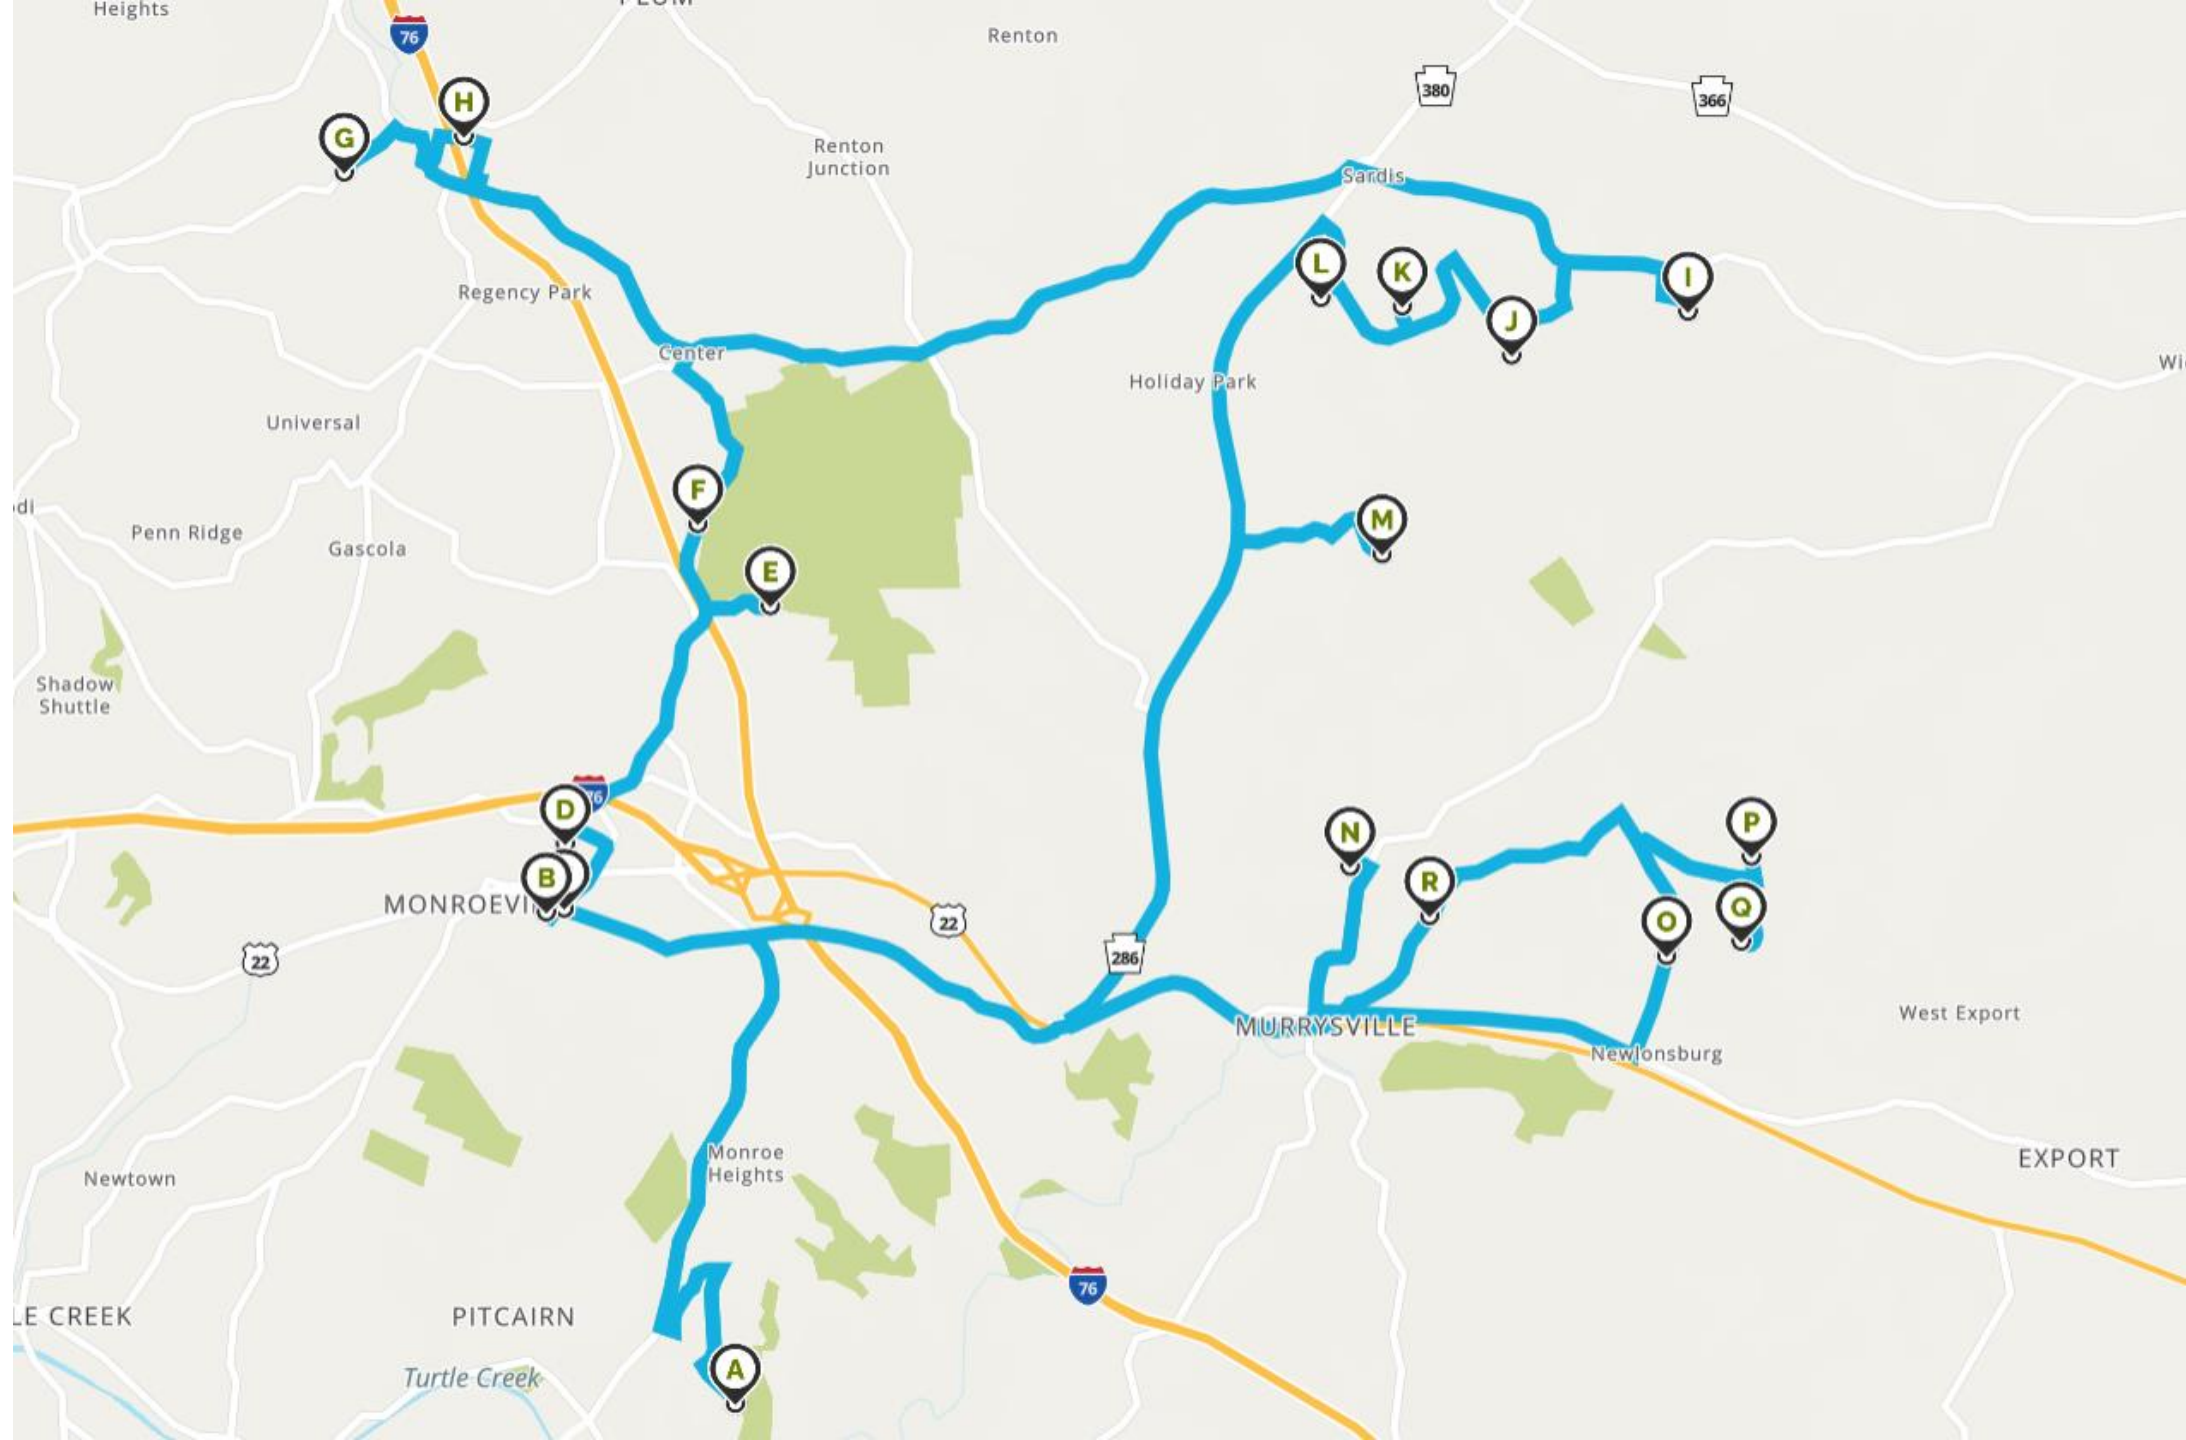 Heights
76
Renton
H
380
366
G
Renton
Junction
Sardis
L
K
I
Regency Park
J
Center
Holiday Park
Universal
F
M
Penn Ridge
Gascola
E
Shadow
Shuttle
76
D
N
P
B
R
MONROEVI
22
Q
O
22
286
West Export
MURRYSVILLE
Newlonsburg
Monroe
Heights
EXPORT
Newtown
76
LE CREEK
PITCAIRN
Turtle Creek
A